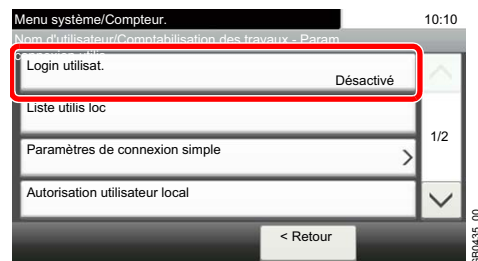 Menu système/Compteur. 10:10
Nom d'utilisateur/Comptabilisation des travaux - Param
Login utilisat.
Désactivé
Liste utilis loc
1/2
Paramètres de connexion simple
Autorisation utilisateur local
< Retour